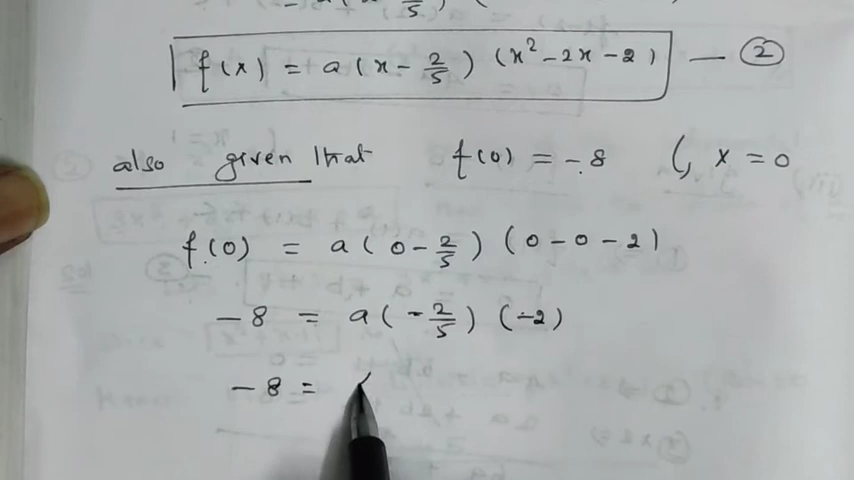 f(x) = a(x - 2/5) (x² - 2x - 2) — ②
also given that f(0) = -8 (, x = 0
f(0) = a(0 - 2/5) (0 - 0 - 2)
-8 = a(-2/5) (-2)
-8 =